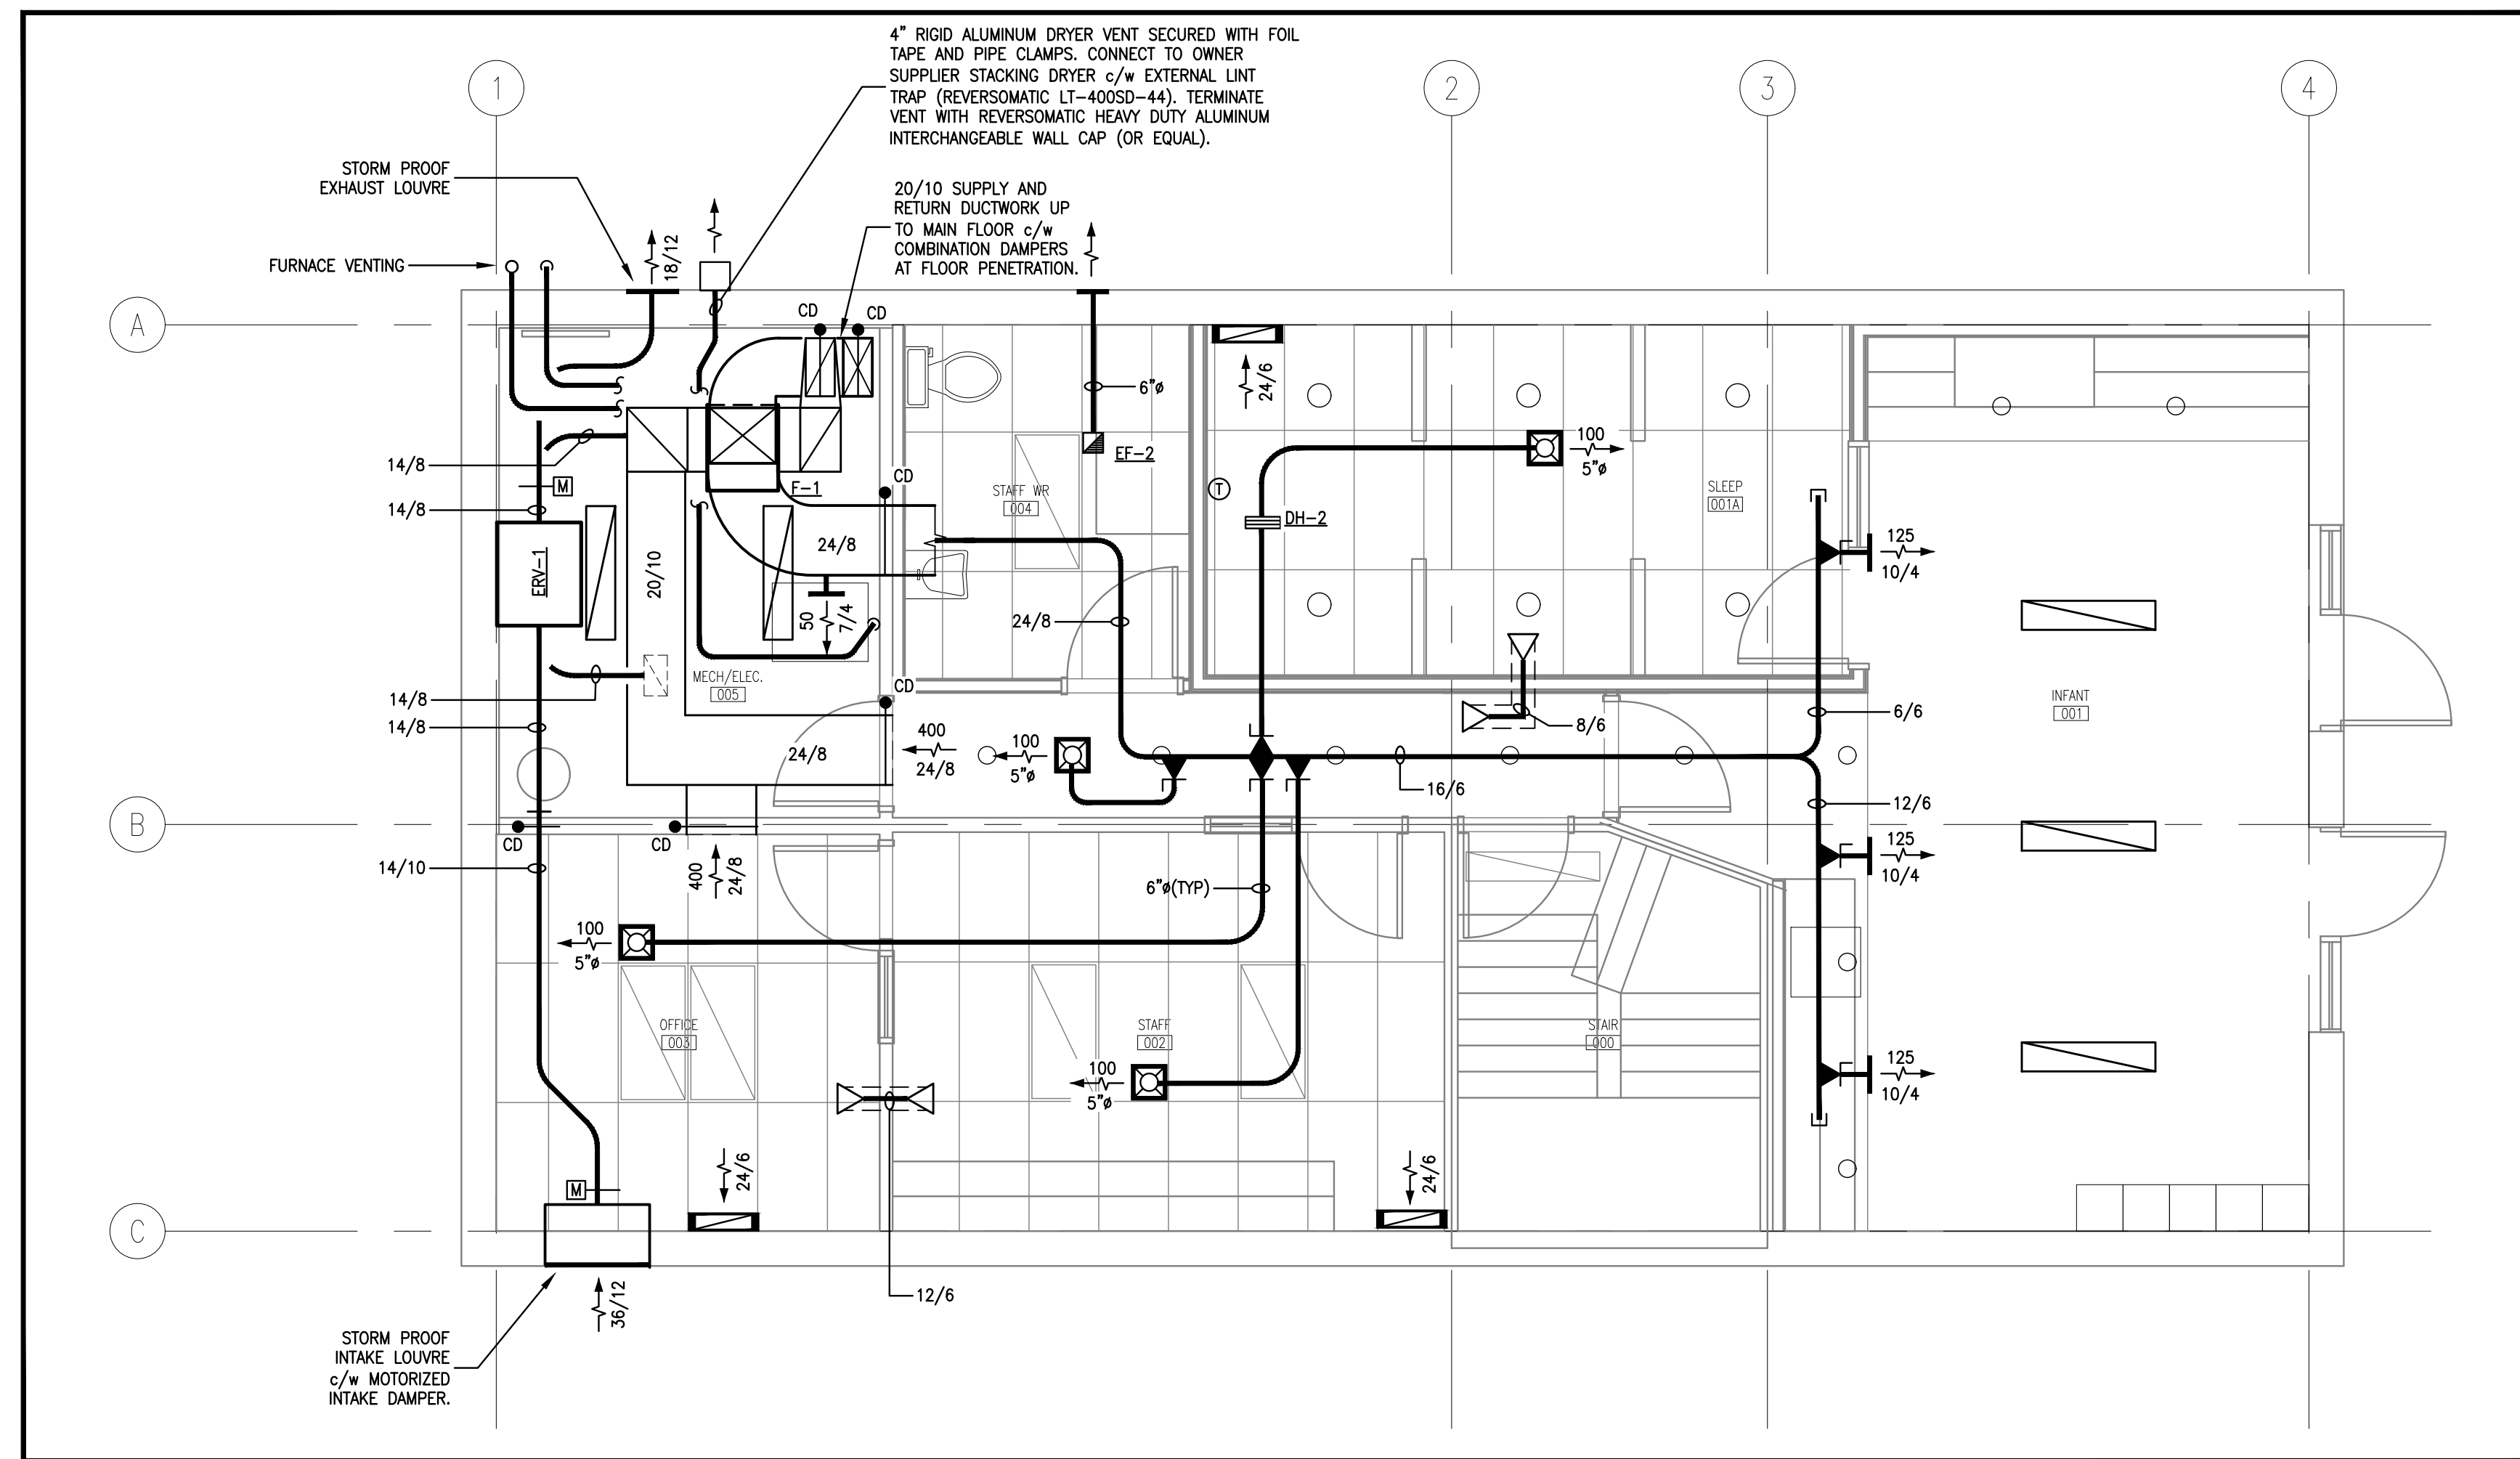 4" RIGID ALUMINUM DRYER VENT SECURED WITH FOIL
TAPE AND PIPE CLAMPS. CONNECT TO OWNER
SUPPLIER STACKING DRYER c/w EXTERNAL LINT
TRAP (REVERSOMATIC LT-400SD-44). TERMINATE
VENT WITH REVERSOMATIC HEAVY DUTY ALUMINUM
INTERCHANGEABLE WALL CAP (OR EQUAL).
1
2
3
4
STORM PROOF
EXHAUST LOUVRE
20/10 SUPPLY AND
RETURN DUCTWORK UP
TO MAIN FLOOR c/w
COMBINATION DAMPERS
AT FLOOR PENETRATION.
FURNACE VENTING
18/12
A
CD
CD
6"ø
24/6
100
5"ø
14/8
M
14/8
F-1
CD
EF-2
STAFF WR
004
T
DH-2
SLEEP
001A
ERV-1
20/10
24/8
50
7/4
24/8
125
10/4
MECH/ELEC.
005
CD
14/8
14/8
24/8
400
24/8
100
5"ø
8/6
16/6
6/6
INFANT
001
12/6
B
CD
CD
14/10
400
24/8
6"ø(TYP)
125
10/4
100
5"ø
OFFICE
003
STAFF
002
STAIR
000
100
5"ø
125
10/4
24/6
24/6
M
C
12/6
36/12
STORM PROOF
INTAKE LOUVRE
c/w MOTORIZED
INTAKE DAMPER.